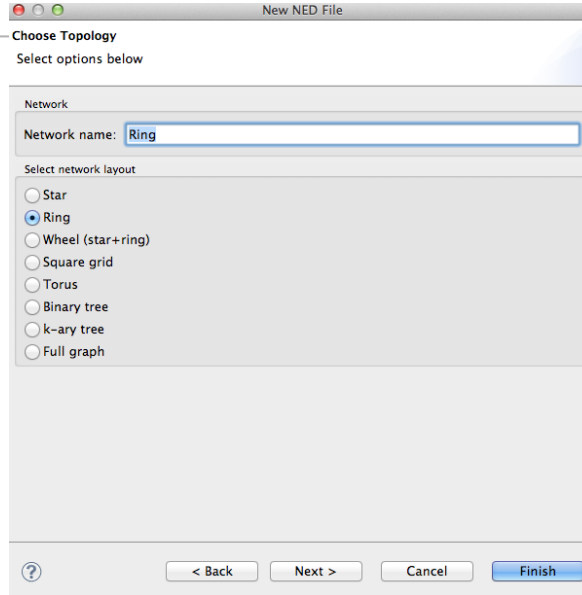 New NED File
Choose Topology
Select options below
Network
Network name: Ring
Select network layout
Star
Ring
Wheel (star+ring)
Square grid
Torus
Binary tree
k-ary tree
Full graph
? < Back Next > Cancel Finish